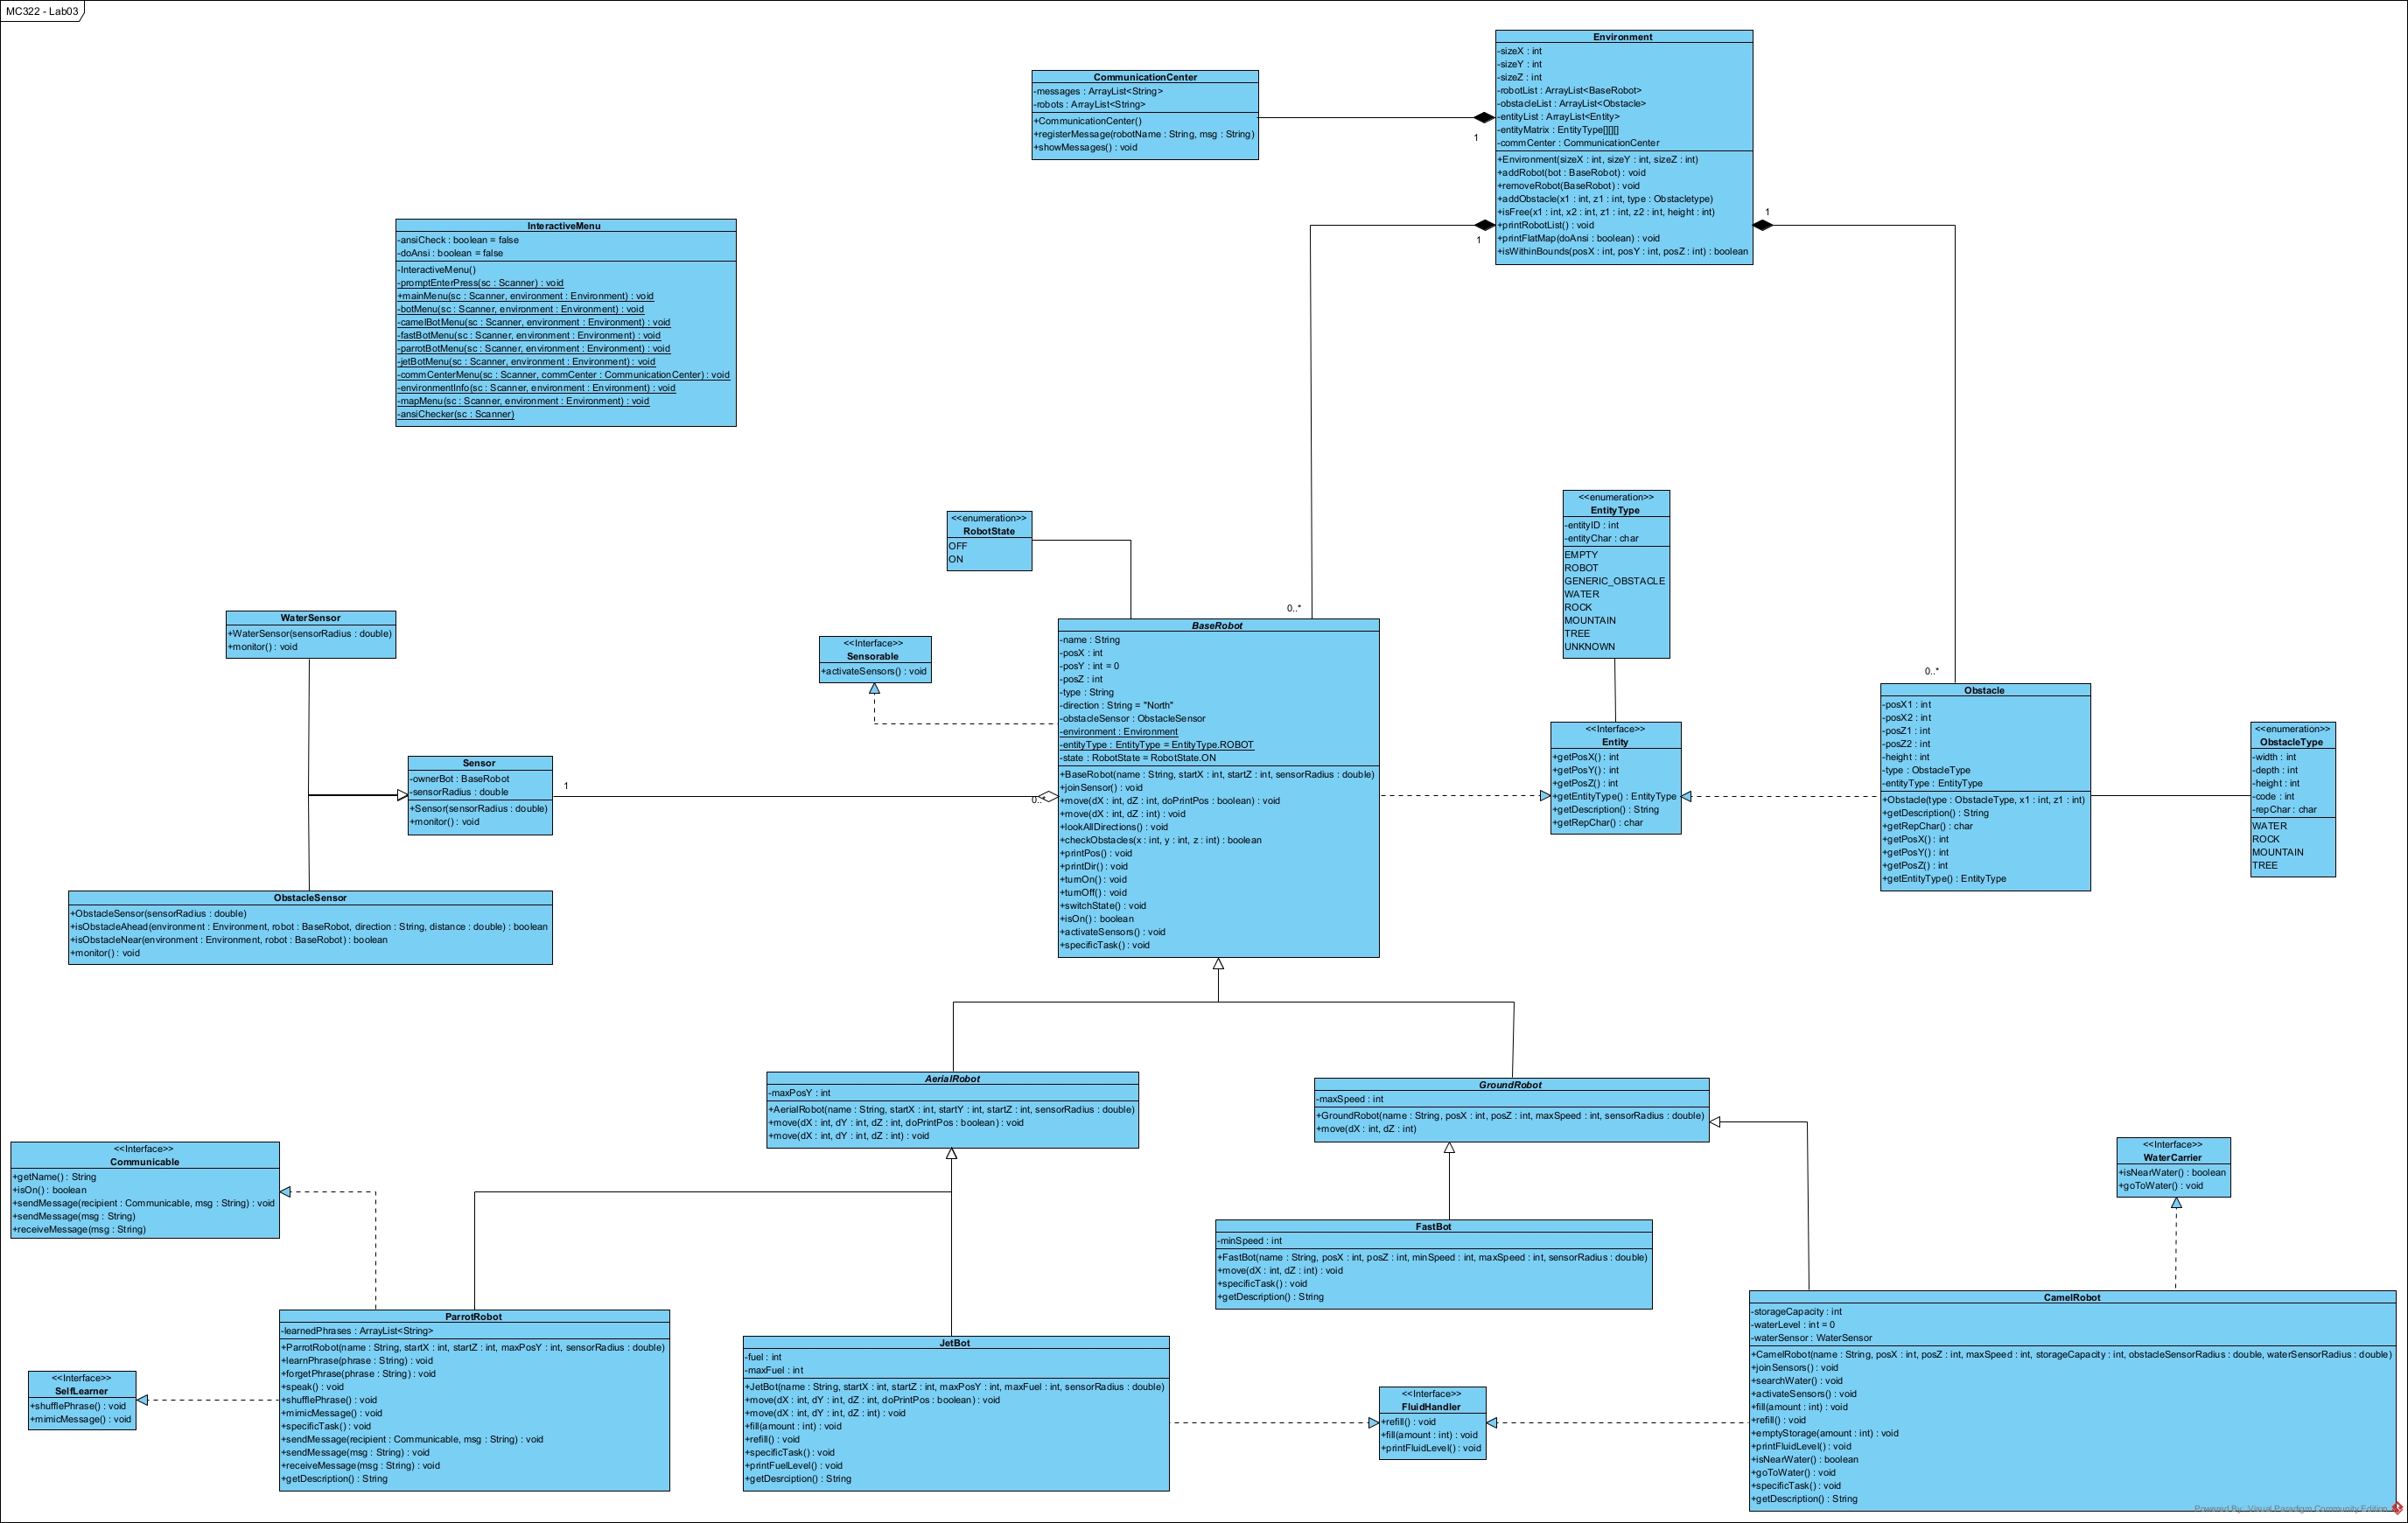 MC322 - Lab03
Environment
-sizeX : int
-sizeY : int
-sizeZ : int
-robotList : ArrayList<BaseRobot>
-obstacleList : ArrayList<Obstacle>
-entityList : ArrayList<Entity>
-entityMatrix : EntityType[][][]
-commCenter : CommunicationCenter
+Environment(sizeX : int, sizeY : int, sizeZ : int)
+addRobot(bot : BaseRobot) : void
+removeRobot(BaseRobot) : void
+addObstacle(x1 : int, z1 : int, type : Obstacletype)
+isFree(x1 : int, x2 : int, z1 : int, z2 : int, height : int)
+printRobotList() : void
+printFlatMap(doAnsi : boolean) : void
+isWithinBounds(posX : int, posY : int, posZ : int) : boolean
CommunicationCenter
-messages : ArrayList<String>
-robots : ArrayList<String>
+CommunicationCenter()
+registerMessage(robotName : String, msg : String)
+showMessages() : void
1
1
1
InteractiveMenu
-ansiCheck : boolean = false
-doAnsi : boolean = false
-InteractiveMenu()
-promptEnterPress(sc : Scanner) : void
+mainMenu(sc : Scanner, environment : Environment) : void
-botMenu(sc : Scanner, environment : Environment) : void
-camelBotMenu(sc : Scanner, environment : Environment) : void
-fastBotMenu(sc : Scanner, environment : Environment) : void
-parrotBotMenu(sc : Scanner, environment : Environment) : void
-jetBotMenu(sc : Scanner, environment : Environment) : void
-commCenterMenu(sc : Scanner, commCenter : CommunicationCenter) : void
-environmentInfo(sc : Scanner, environment : Environment) : void
-mapMenu(sc : Scanner, environment : Environment) : void
-ansiChecker(sc : Scanner)
<<enumeration>>
RobotState
OFF
ON
<<enumeration>>
EntityType
-entityID : int
-entityChar : char
EMPTY
ROBOT
GENERIC_OBSTACLE
WATER
ROCK
MOUNTAIN
TREE
UNKNOWN
0..*
0..*
WaterSensor
+WaterSensor(sensorRadius : double)
+monitor() : void
<<Interface>>
Sensorable
+activateSensors() : void
BaseRobot
-name : String
-posX : int
-posY : int = 0
-posZ : int
-type : String
-direction : String = "North"
-obstacleSensor : ObstacleSensor
-environment : Environment
-entityType : EntityType = EntityType.ROBOT
-state : RobotState = RobotState.ON
+BaseRobot(name : String, startX : int, startZ : int, sensorRadius : double)
+joinSensor() : void
+move(dX : int, dZ : int, doPrintPos : boolean) : void
+move(dX : int, dZ : int) : void
+lookAllDirections() : void
+checkObstacles(x : int, y : int, z : int) : boolean
+printPos() : void
+printDir() : void
+turnOn() : void
+turnOff() : void
+switchState() : void
+isOn() : boolean
+activateSensors() : void
+specificTask() : void
<<Interface>>
Entity
+getPosX() : int
+getPosY() : int
+getPosZ() : int
+getEntityType() : EntityType
+getDescription() : String
+getRepChar() : char
Obstacle
-posX1 : int
-posX2 : int
-posZ1 : int
-posZ2 : int
-height : int
-type : ObstacleType
-entityType : EntityType
+Obstacle(type : ObstacleType, x1 : int, z1 : int)
+getDescription() : String
+getRepChar() : char
+getPosX() : int
+getPosY() : int
+getPosZ() : int
+getEntityType() : EntityType
<<enumeration>>
ObstacleType
-width : int
-depth : int
-height : int
-code : int
-repChar : char
WATER
ROCK
MOUNTAIN
TREE
Sensor
-ownerBot : BaseRobot
-sensorRadius : double
+Sensor(sensorRadius : double)
+monitor() : void
1
0..*
ObstacleSensor
+ObstacleSensor(sensorRadius : double)
+isObstacleAhead(environment : Environment, robot : BaseRobot, direction : String, distance : double) : boolean
+isObstacleNear(environment : Environment, robot : BaseRobot) : boolean
+monitor() : void
AerialRobot
-maxPosY : int
+AerialRobot(name : String, startX : int, startY : int, startZ : int, sensorRadius : double)
+move(dX : int, dY : int, dZ : int, doPrintPos : boolean) : void
+move(dX : int, dY : int, dZ : int) : void
GroundRobot
-maxSpeed : int
+GroundRobot(name : String, posX : int, posZ : int, maxSpeed : int, sensorRadius : double)
+move(dX : int, dZ : int)
<<Interface>>
Communicable
+getName() : String
+isOn() : boolean
+sendMessage(recipient : Communicable, msg : String) : void
+sendMessage(msg : String)
+receiveMessage(msg : String)
<<Interface>>
WaterCarrier
+isNearWater() : boolean
+goToWater() : void
FastBot
-minSpeed : int
+FastBot(name : String, posX : int, posZ : int, minSpeed : int, maxSpeed : int, sensorRadius : double)
+move(dX : int, dZ : int) : void
+specificTask() : void
+getDescription() : String
ParrotRobot
-learnedPhrases : ArrayList<String>
+ParrotRobot(name : String, startX : int, startZ : int, maxPosY : int, sensorRadius : double)
+learnPhrase(phrase : String) : void
+forgetPhrase(phrase : String) : void
+speak() : void
+shufflePhrase() : void
+mimicMessage() : void
+specificTask() : void
+sendMessage(recipient : Communicable, msg : String) : void
+sendMessage(msg : String) : void
+receiveMessage(msg : String) : void
+getDescription() : String
<<Interface>>
SelfLearner
+shufflePhrase() : void
+mimicMessage() : void
JetBot
-fuel : int
-maxFuel : int
+JetBot(name : String, startX : int, startZ : int, maxPosY : int, maxFuel : int, sensorRadius : double)
+move(dX : int, dY : int, dZ : int, doPrintPos : boolean) : void
+move(dX : int, dY : int, dZ : int) : void
+fill(amount : int) : void
+refill() : void
+specificTask() : void
+printFuelLevel() : void
+getDesrciption() : String
<<Interface>>
FluidHandler
+refill() : void
+fill(amount : int) : void
+printFluidLevel() : void
CamelRobot
-storageCapacity : int
-waterLevel : int = 0
-waterSensor : WaterSensor
+CamelRobot(name : String, posX : int, posZ : int, maxSpeed : int, storageCapacity : int, obstacleSensorRadius : double, waterSensorRadius : double)
+joinSensors() : void
+searchWater() : void
+activateSensors() : void
+fill(amount : int) : void
+refill() : void
+emptyStorage(amount : int) : void
+printFluidLevel() : void
+isNearWater() : boolean
+goToWater() : void
+specificTask() : void
+getDescription() : String
Powered By Visual Paradigm Community Edition